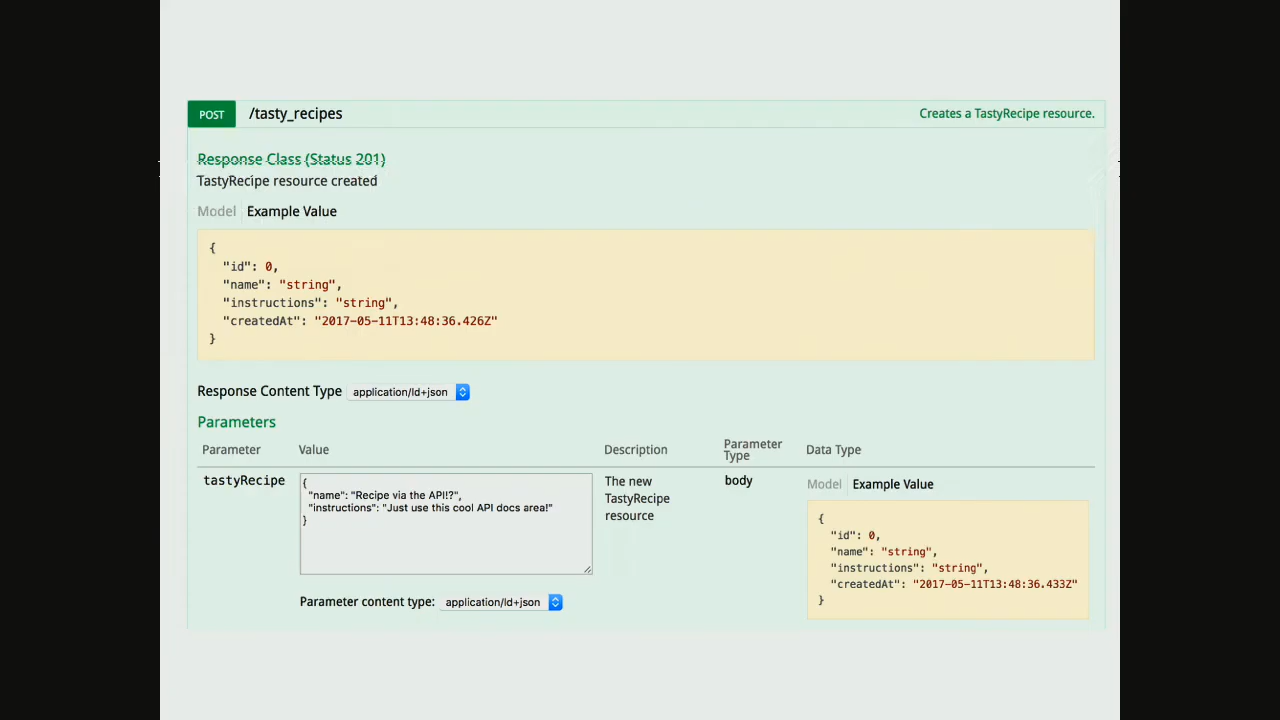 POST /tasty_recipes Creates a TastyRecipe resource.
Response Class (Status 201)
TastyRecipe resource created
Model Example Value
{
"id": 0,
"name": "string",
"instructions": "string",
"createdAt": "2017-05-11T13:48:36.426Z"
}
Response Content Type application/ld+json
Parameters
Parameter Value Description Parameter Type Data Type
tastyRecipe
{
"name": "Recipe via the API!?",
"instructions": "Just use this cool API docs area!"
}
Parameter content type: application/ld+json
The new
TastyRecipe
resource
body
Model Example Value
{
"id": 0,
"name": "string",
"instructions": "string",
"createdAt": "2017-05-11T13:48:36.433Z"
}